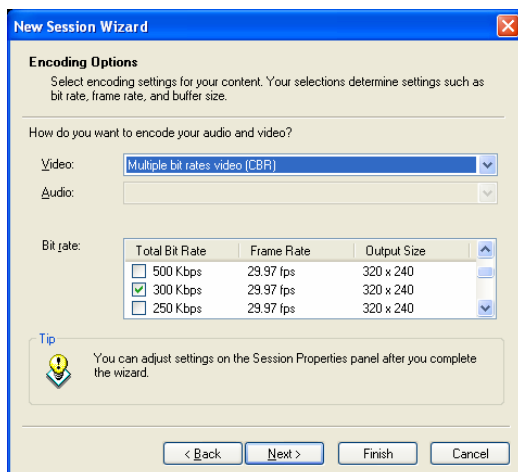 New Session Wizard
Encoding Options
Select encoding settings for your content. Your selections determine settings such as
bit rate, frame rate, and buffer size.
How do you want to encode your audio and video?
Video: Multiple bit rates video (CBR)
Audio:
Bit rate: Total Bit Rate Frame Rate Output Size
500 Kbps 29.97 fps 320 x 240
300 Kbps 29.97 fps 320 x 240
250 Kbps 29.97 fps 320 x 240
Tip
You can adjust settings on the Session Properties panel after you complete
the wizard.
< Back Next > Finish Cancel